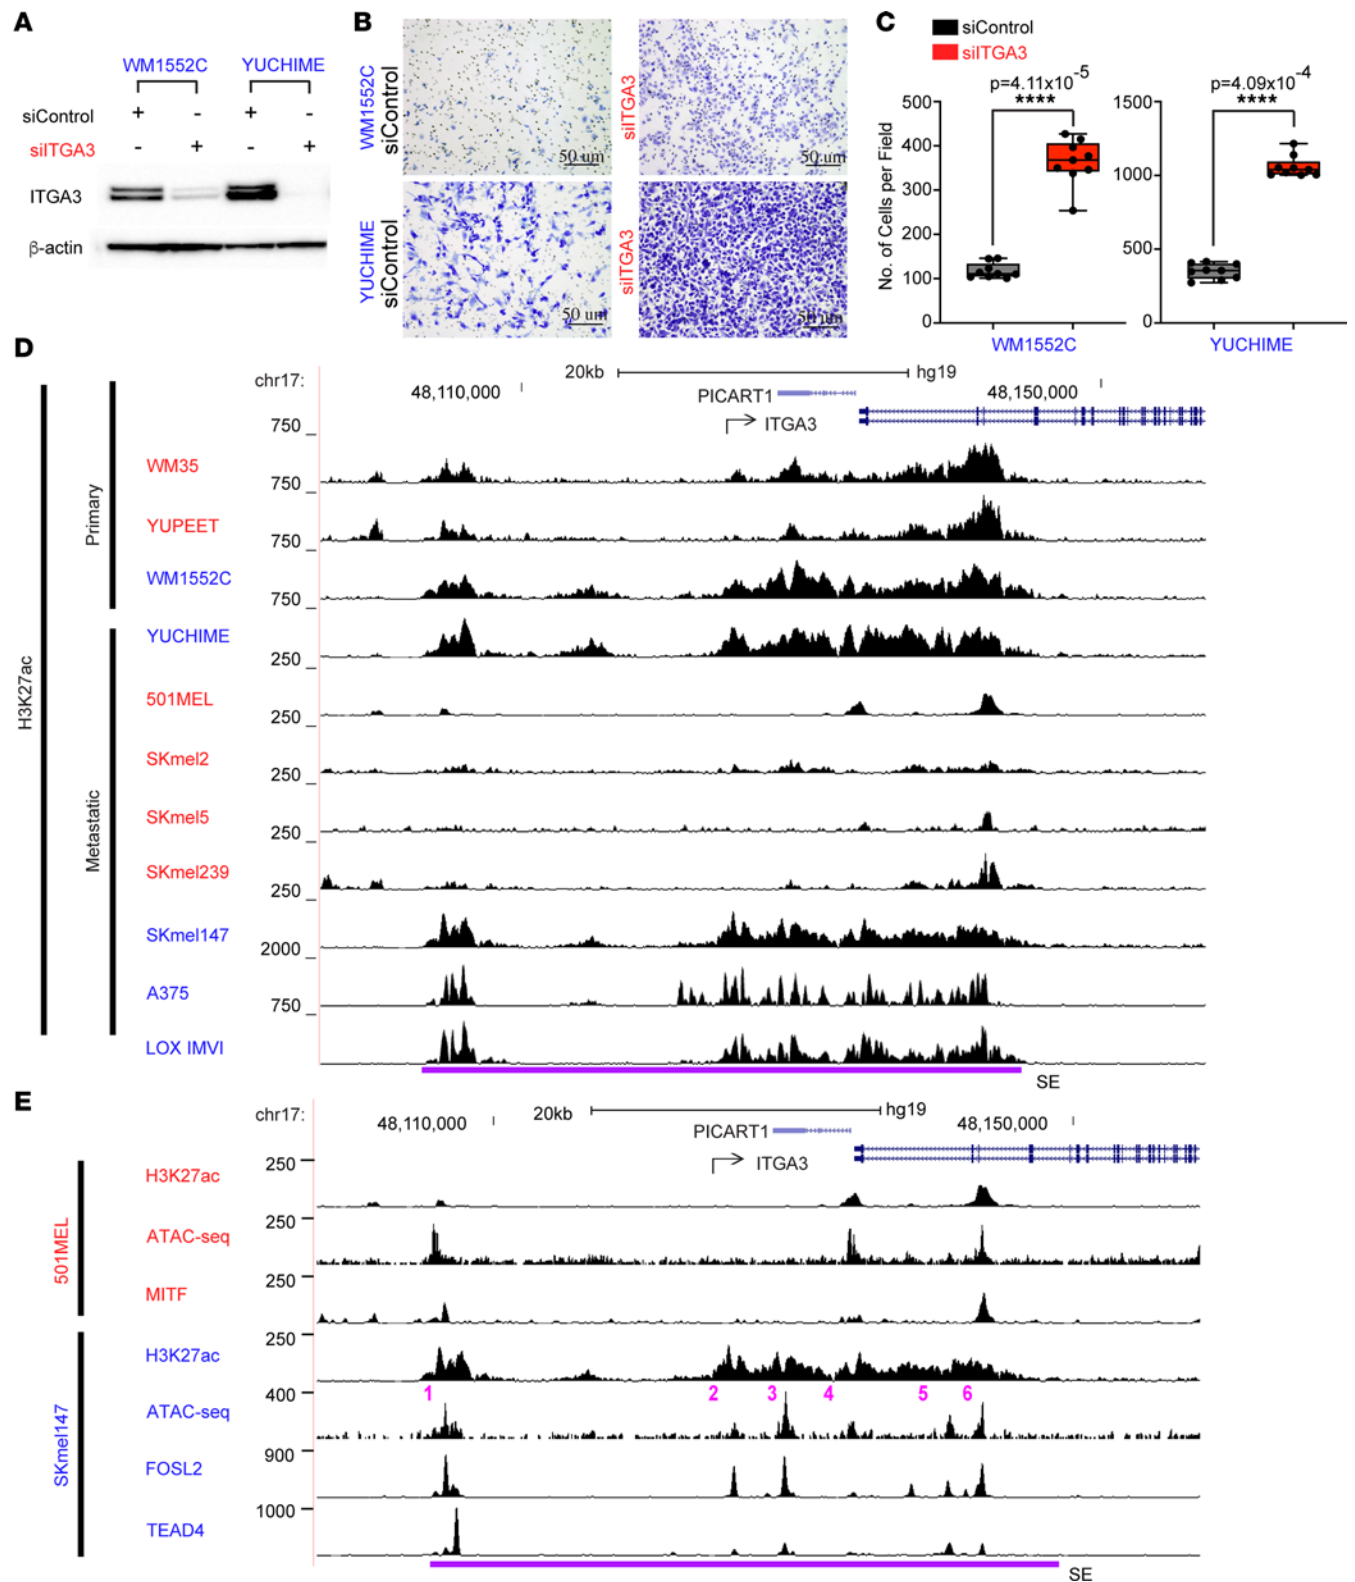 A
WM1552C YUCHIME
siControl + - + -
siITGA3 - + - +
ITGA3
β-actin
B
WM1552C
siControl
50 um
siITGA3
50 um
YUCHIME
siControl
50 um
siITGA3
50 um
C
siControl
siITGA3
p=4.11x10-5
****
p=4.09x10-4
****
No. of Cells per Field
500
400
300
200
100
0
WM1552C
1500
1000
500
0
YUCHIME
D
chr17:
20kb
hg19
48,110,000
48,150,000
PICART1
ITGA3
H3K27ac
Primary
Metastatic
750
WM35
750
YUPEET
750
WM1552C
750
YUCHIME
250
501MEL
250
SKmel2
250
SKmel5
250
SKmel239
250
SKmel147
2000
A375
750
LOX IMVI
SE
E
chr17:
20kb
hg19
48,110,000
48,150,000
PICART1
ITGA3
501MEL
250
H3K27ac
250
ATAC-seq
250
MITF
SKmel147
250
H3K27ac
1 2 3 4 5 6
400
ATAC-seq
900
FOSL2
1000
TEAD4
SE